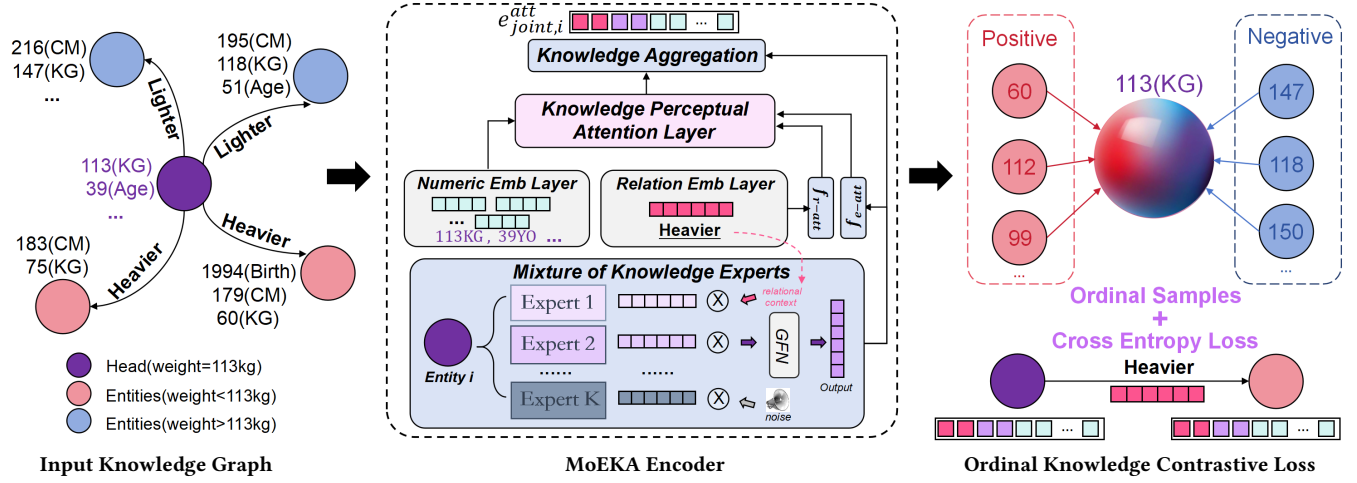 216(CM)
147(KG)
...
195(CM)
118(KG)
51(Age)
Lighter
Lighter
113(KG)
39(Age)
...
Heavier
Heavier
183(CM)
75(KG)
1994(Birth)
179(CM)
60(KG)
Head(weight=113kg)
Entities(weight<113kg)
Entities(weight>113kg)
Input Knowledge Graph
e^{att}_{joint,i}
...
Knowledge Aggregation
Knowledge Perceptual
Attention Layer
Numeric Emb Layer
...
113KG , 39YO ...
Relation Emb Layer
Heavier
f_{r-att}
f_{e-att}
Mixture of Knowledge Experts
Expert 1
X
relational
context
Expert 2
X
GFN
Entity i
......
......
Expert K
X
noise
Output
MoEKA Encoder
Positive
Negative
113(KG)
60
147
112
118
99
150
...
...
Ordinal Samples
+
Cross Entropy Loss
Heavier
...
...
Ordinal Knowledge Contrastive Loss